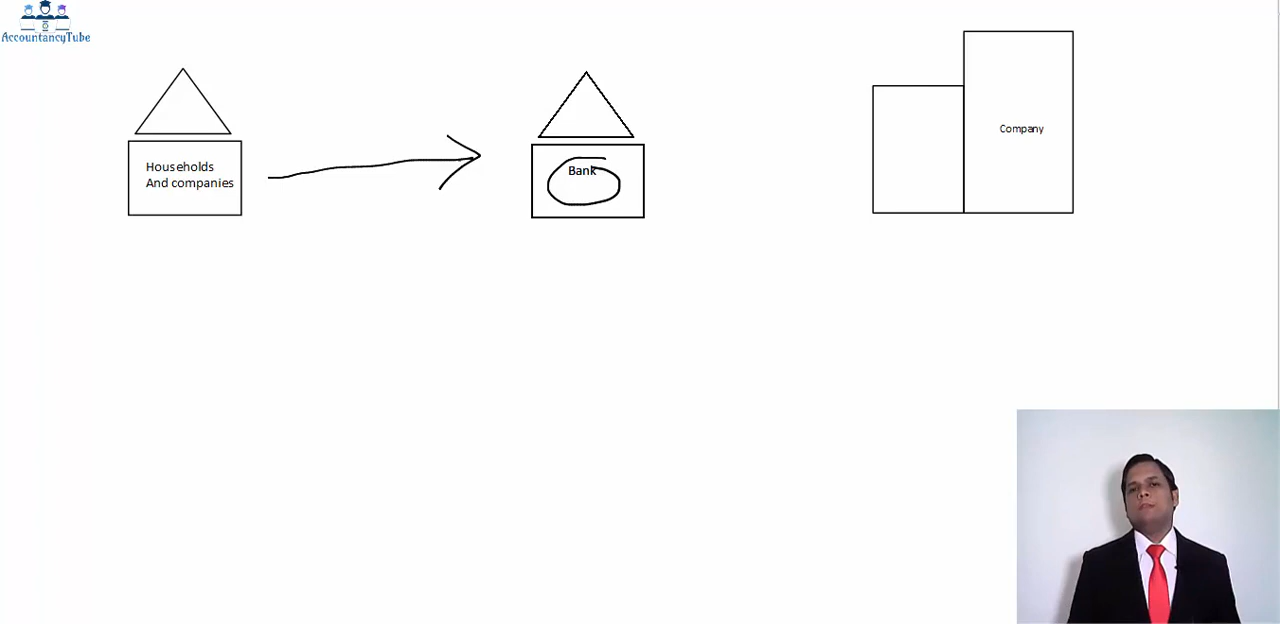 AccountancyTube
Households
And companies
Bank
Company